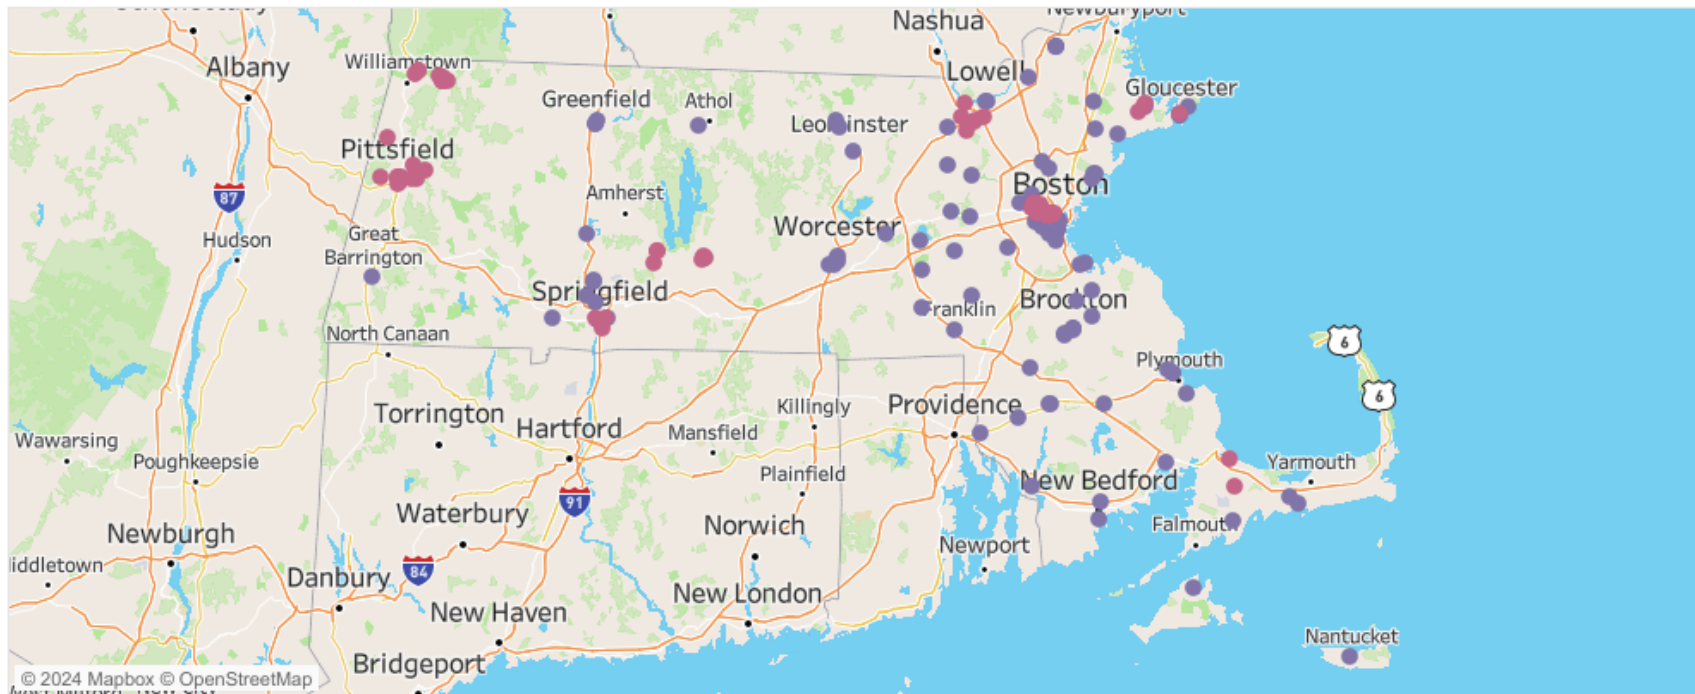 Nashua
Albany
Williamstown
Lowell
Gloucester
Greenfield
Athol
Leominster
Pittsfield
Boston
87
Amherst
Worcester
Hudson
Great
Barrington
Springfield
Brockton
Franklin
North Canaan
6
Plymouth
6
Torrington
Hartford
Killingly
Providence
Mansfield
Wawarsing
Poughkeepsie
Plainfield
Yarmouth
New Bedford
91
Waterbury
Norwich
Falmouth
Newburgh
Newport
iddletown
84
Danbury
New Haven
New London
Nantucket
Bridgeport
© 2024 Mapbox © OpenStreetMap